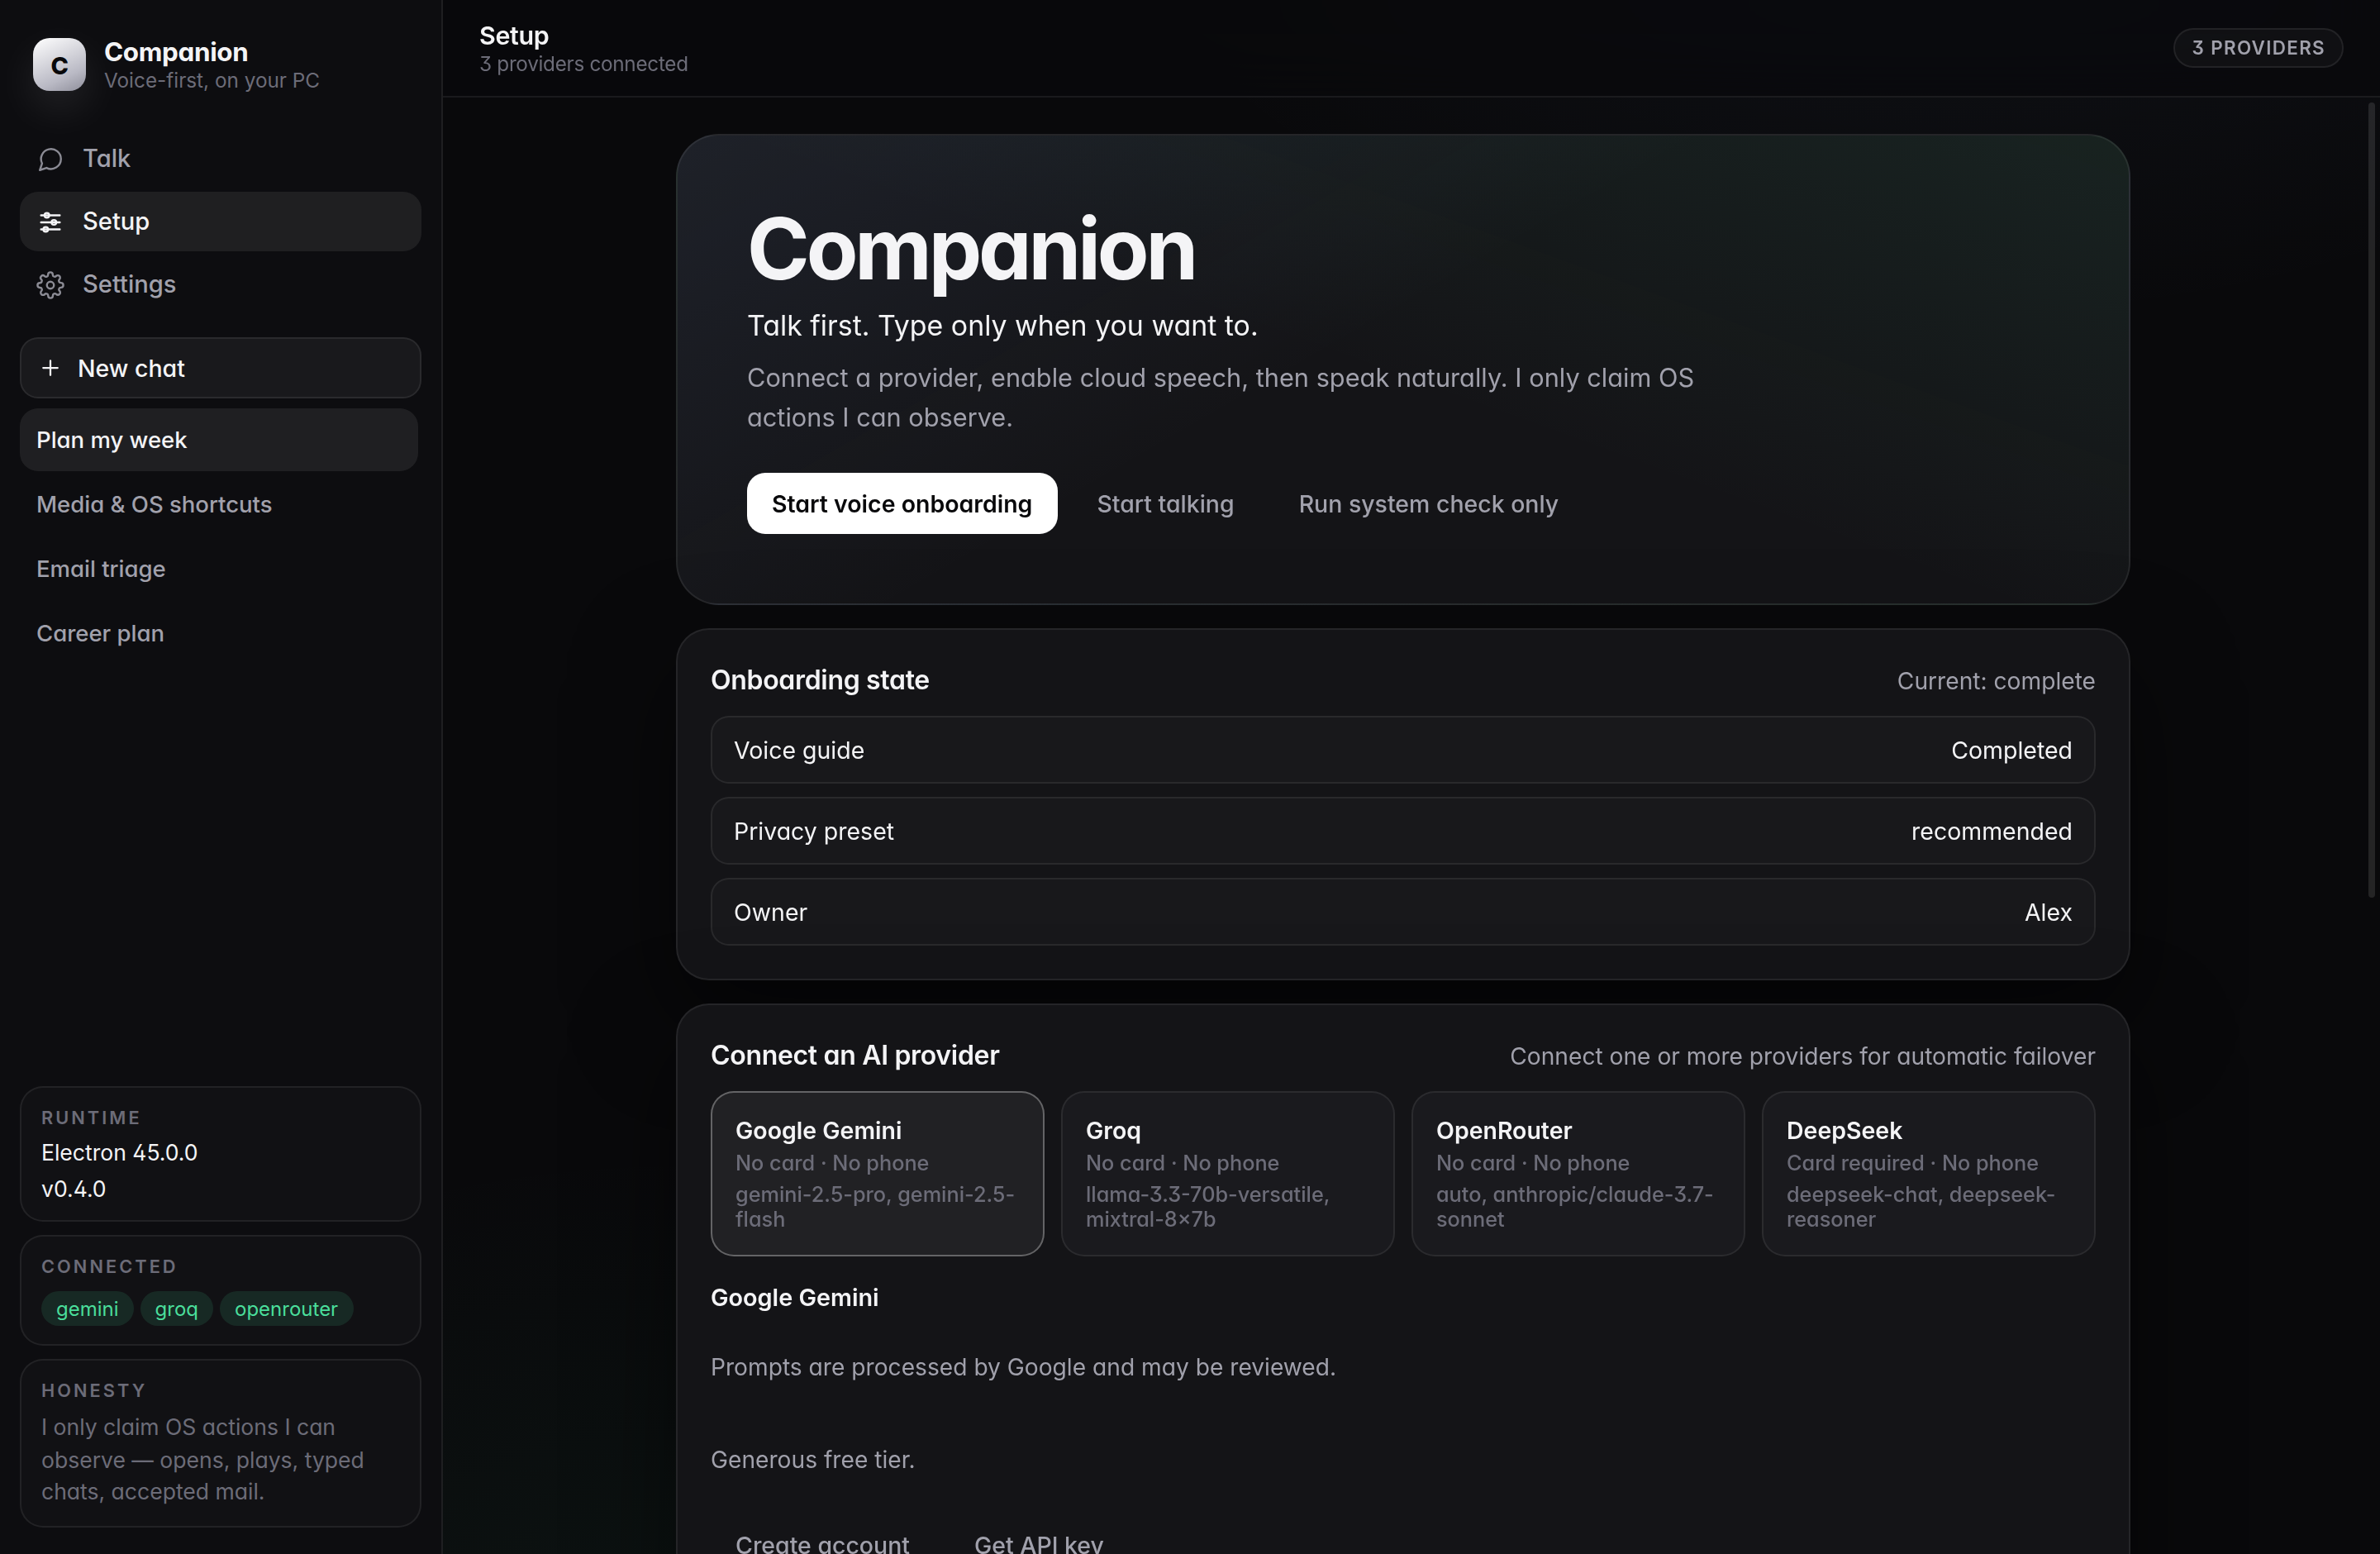 C
Companion
Voice-first, on your PC
Talk
Setup
Settings
New chat
Plan my week
Media & OS shortcuts
Email triage
Career plan
RUNTIME
Electron 45.0.0
v0.4.0
CONNECTED
gemini groq openrouter
HONESTY
I only claim OS actions I can
observe — opens, plays, typed
chats, accepted mail.
Setup
3 providers connected
3 PROVIDERS
Companion
Talk first. Type only when you want to.
Connect a provider, enable cloud speech, then speak naturally. I only claim OS
actions I can observe.
Start voice onboarding Start talking Run system check only
Onboarding state Current: complete
Voice guide Completed
Privacy preset recommended
Owner Alex
Connect an AI provider Connect one or more providers for automatic failover
Google Gemini
No card · No phone
gemini-2.5-pro, gemini-2.5-
flash
Groq
No card · No phone
llama-3.3-70b-versatile,
mixtral-8×7b
OpenRouter
No card · No phone
auto, anthropic/claude-3.7-
sonnet
DeepSeek
Card required · No phone
deepseek-chat, deepseek-
reasoner
Google Gemini
Prompts are processed by Google and may be reviewed.
Generous free tier.
Create account Get API key